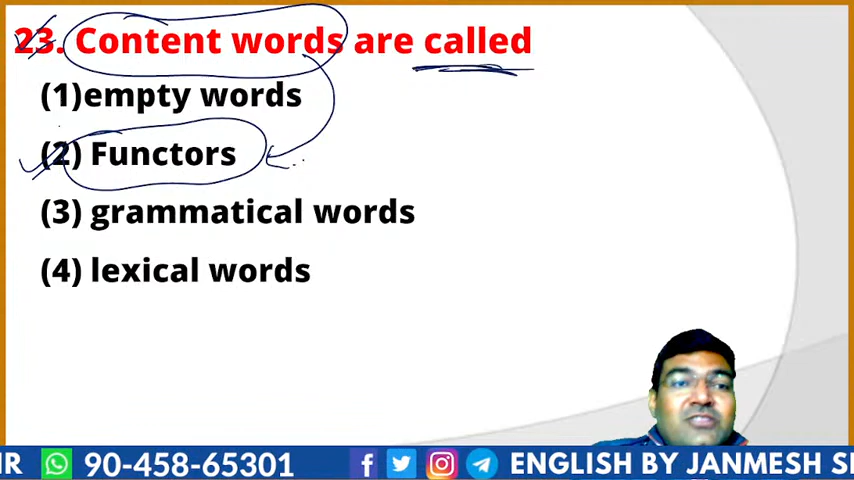 23. Content words are called
(1)empty words
(2) Functors
(3) grammatical words
(4) lexical words
IR 90-458-65301 ENGLISH BY JANMESH